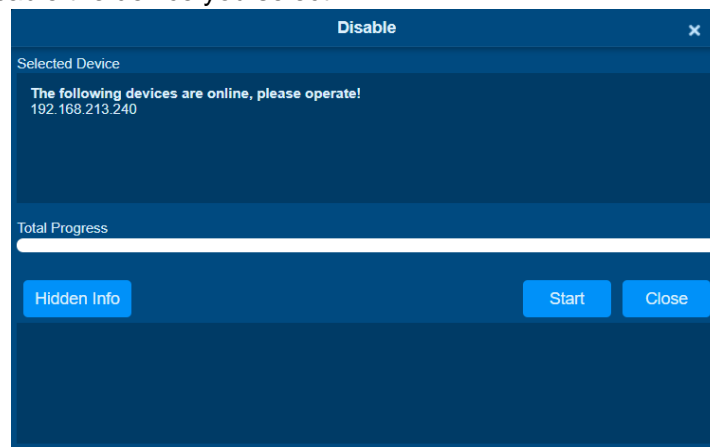 Disable
Selected Device
The following devices are online, please operate!
192.168.213.240
Total Progress
Hidden Info
Start
Close